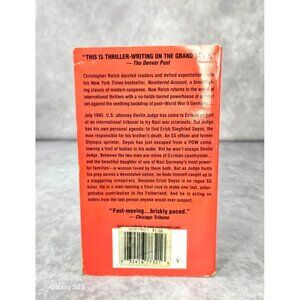 "THIS IS THRILLER-WRITING ON THE GRAND
— The Denver Post
Christopher Reich dazzled readers and defied expectations with
his New York Times bestseller, Numbered Account, a
ly classic of modern suspense. Now Reich returns to the world of
international thrillers with a no-holds-barred powerhouse of a
set against the seething backdrop of post–World War II Germany
July 1945. U.S. attorney Devlin Judge has come to Europe as part
of an international tribunal to try Nazi war criminals. But Judge
has his own personal agenda: to find Erich Siegfried Seyss, the man
responsible for his brother's death. An SS officer and former
Olympic sprinter, Seyss has just escaped from a POW camp,
leaving a trail of bodies in his wake. But he won't escape Devlin
Judge. Between the two men are miles of German countryside—
and the beautiful daughter of one of Nazi Germany's most power-
ful families—a woman loved by them both. But as Judge hunts his
prey across a devastated nation, he finds himself caught up in
a staggering conspiracy. Because Erich Seyss is no rogue SS
killer. He is a man running a final race to make one last, unfor-
gettable contribution to the Fatherland. And he is acting on
orders from the last person anyone would ever suspect.
"Fast-moving...briskly paced."
— Chicago Tribune
Galaxy S23